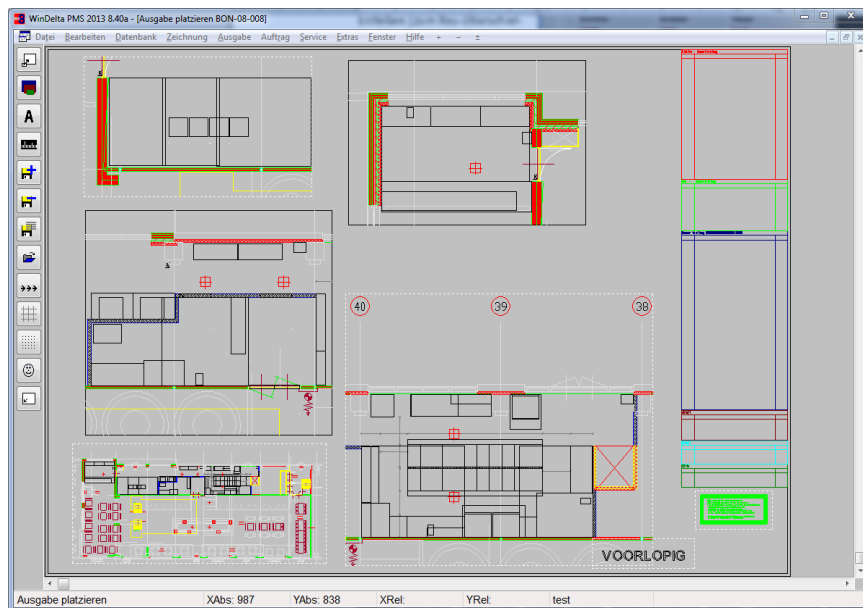 WinDelta PMS 2013 8.40a - [Ausgabe platzieren BON-08-008]
Datei Bearbeiten Datenbank Zeichnung Ausgabe Auftrag Service Extras Fenster Hilfe + − ±
A
40 39 38
VOORLOPIG
Ausgabe platzieren XAbs: 987 YAbs: 838 XRel: YRel: test